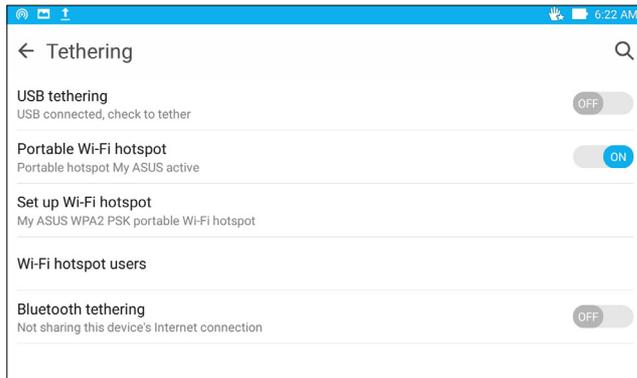 6:22 AM
Tethering
USB tethering
USB connected, check to tether
OFF
Portable Wi-Fi hotspot
Portable hotspot My ASUS active
ON
Set up Wi-Fi hotspot
My ASUS WPA2 PSK portable Wi-Fi hotspot
Wi-Fi hotspot users
Bluetooth tethering
Not sharing this device's Internet connection
OFF